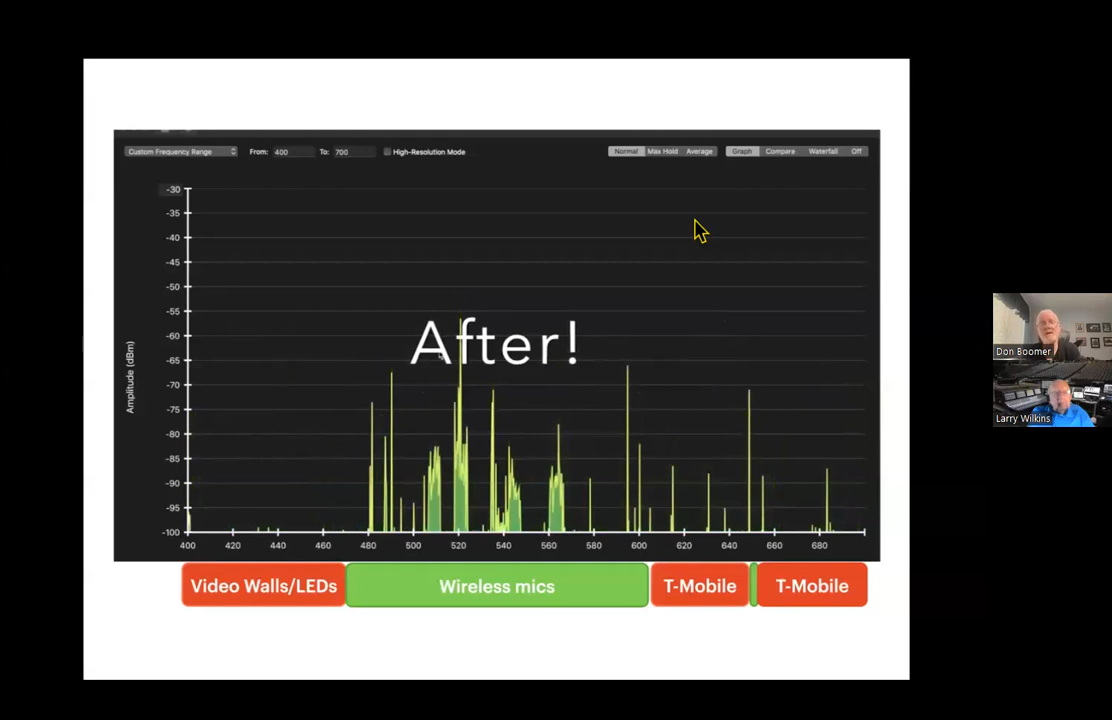 Custom Frequency Range From: 400 To: 700 High-Resolution Mode Normal Max Hold Average Graph Compare Waterfall Off
-30
-35
-40
-45
-50
-55
After!
-60
-65
-70
-75
-80
-85
-90
-95
-100
Amplitude (dBm)
400 420 440 460 480 500 520 540 560 580 600 620 640 660 680
Video Walls/LEDs Wireless mics T-Mobile T-Mobile
Don Boomer
Larry Wilkins